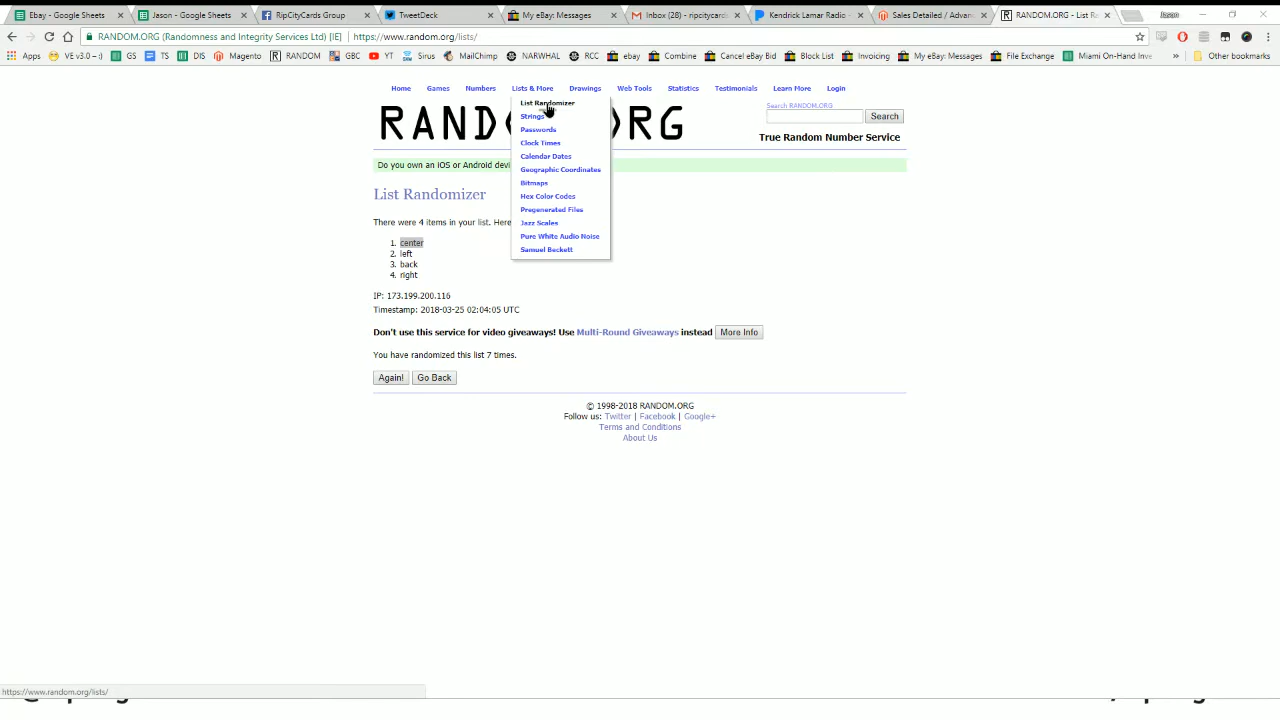 Ebay - Google Sheets
Jason - Google Sheets
RipCityCards Group
TweetDeck
My eBay: Messages
Inbox (28) - ripcitycards
Kendrick Lamar Radio -
Sales Detailed / Advan
RANDOM.ORG - List Ra
Jason
RANDOM.ORG (Randomness and Integrity Services Ltd) [IE] https://www.random.org/lists/
Apps VE v3.0 – :) GS TS DIS Magento RANDOM GBC YT Combine Sirus MailChimp NARWHAL RCC ebay Combine Cancel eBay Bid Block List Invoicing My eBay: Messages File Exchange Miami On-Hand Inve » Other bookmarks
Home Games Numbers Lists & More Drawings Web Tools Statistics Testimonials Learn More Login
List Randomizer
Strings
Passwords
Clock Times
Calendar Dates
Geographic Coordinates
Bitmaps
Hex Color Codes
Pregenerated Files
Jazz Scales
Pure White Audio Noise
Samuel Beckett
Search RANDOM.ORG
Search
True Random Number Service
Do you own an iOS or Android devi
List Randomizer
There were 4 items in your list. Here
1. center
2. left
3. back
4. right
IP: 173.199.200.116
Timestamp: 2018-03-25 02:04:05 UTC
Don't use this service for video giveaways! Use Multi-Round Giveaways instead More Info
You have randomized this list 7 times.
Again! Go Back
© 1998-2018 RANDOM.ORG
Follow us: Twitter | Facebook | Google+
Terms and Conditions
About Us
https://www.random.org/lists/